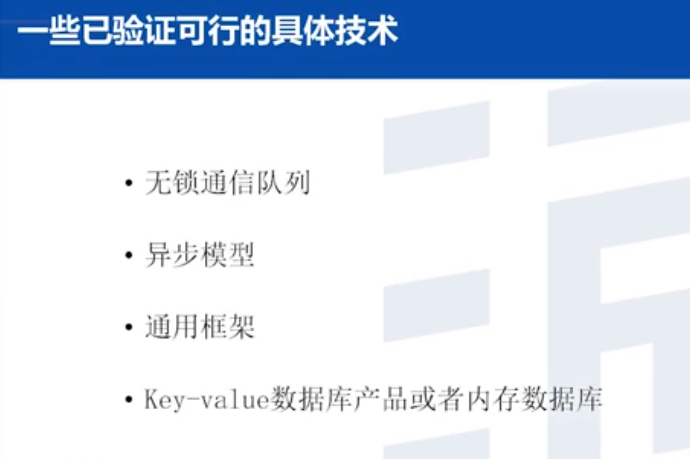 一些已验证可行的具体技术
• 无锁通信队列
• 异步模型
• 通用框架
• Key-value数据库产品或者内存数据库